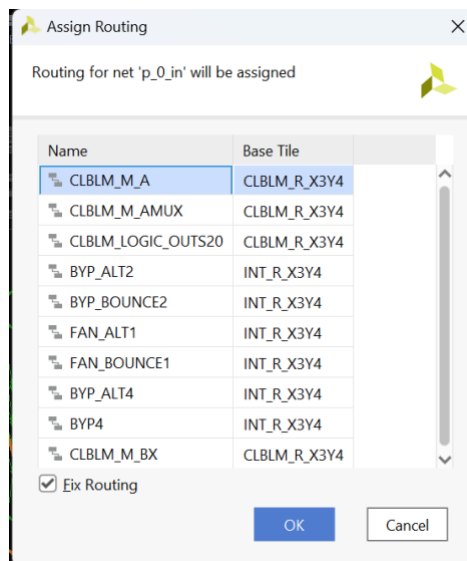 Assign Routing
Routing for net 'p_0_in' will be assigned
Name Base Tile
CLBLM_M_A CLBLM_R_X3Y4
CLBLM_M_AMUX CLBLM_R_X3Y4
CLBLM_LOGIC_OUTS20 CLBLM_R_X3Y4
BYP_ALT2 INT_R_X3Y4
BYP_BOUNCE2 INT_R_X3Y4
FAN_ALT1 INT_R_X3Y4
FAN_BOUNCE1 INT_R_X3Y4
BYP_ALT4 INT_R_X3Y4
BYP4 INT_R_X3Y4
CLBLM_M_BX CLBLM_R_X3Y4
Fix Routing
OK Cancel